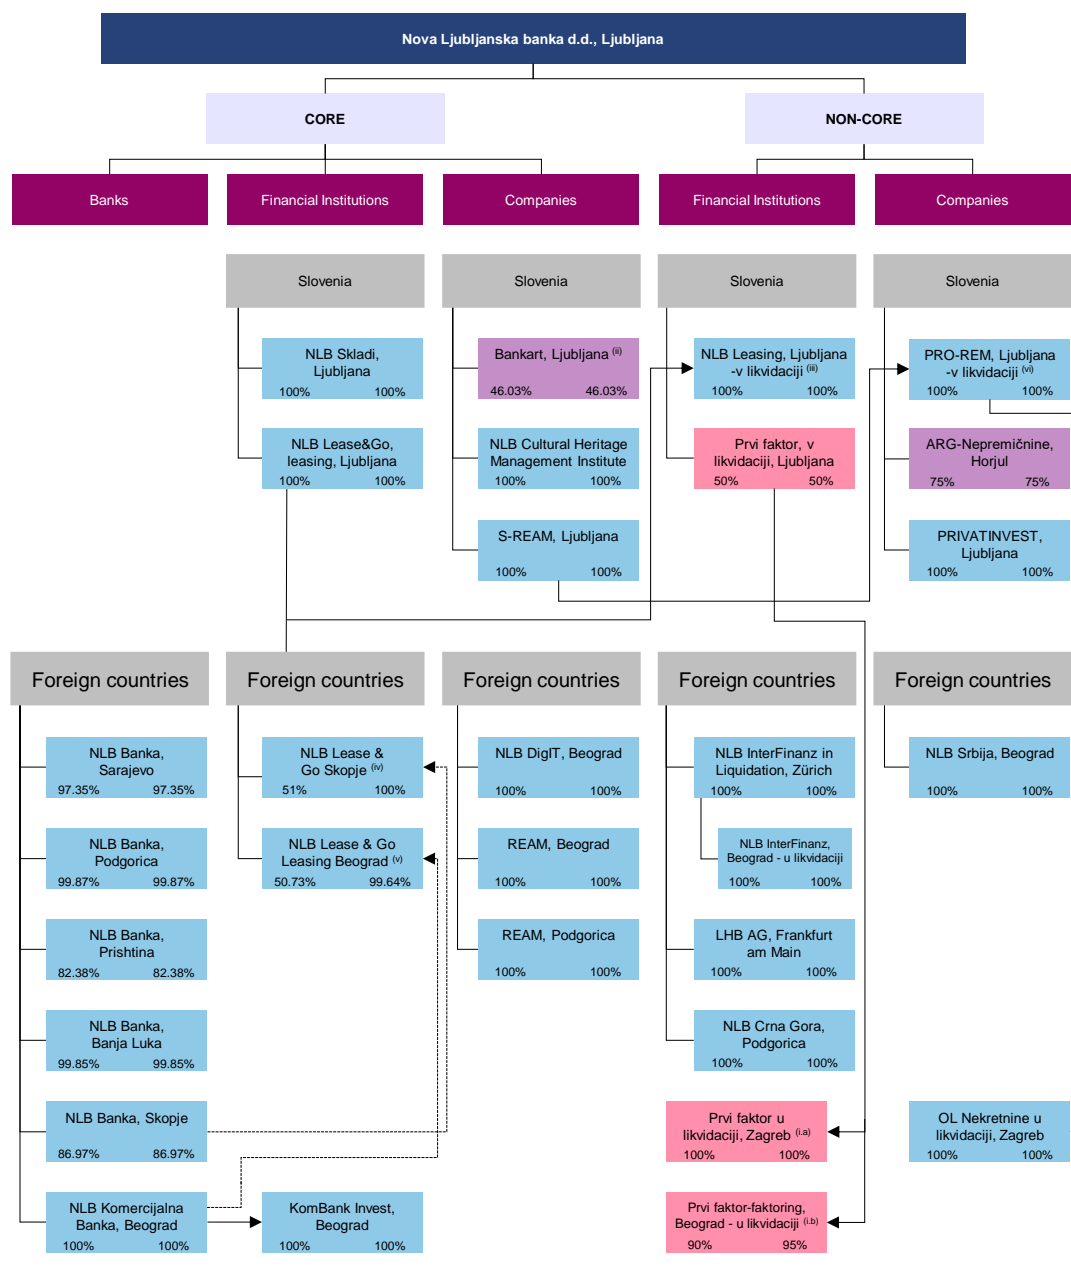 Nova Ljubljanska banka d.d., Ljubljana
CORE
NON-CORE
Banks
Financial Institutions
Companies
Financial Institutions
Companies
Slovenia
Slovenia
Slovenia
Slovenia
NLB Skladi,
Ljubljana
100% 100%
Bankart, Ljubljana (ii)
46.03% 46.03%
NLB Leasing, Ljubljana
-v likvidaciji (iii)
100% 100%
PRO-REM, Ljubljana
-v likvidaciji (vi)
100% 100%
NLB Lease&Go,
leasing, Ljubljana
100% 100%
NLB Cultural Heritage
Management Institute
100% 100%
Prvi faktor, v
likvidaciji, Ljubljana
50% 50%
ARG-Nepremičnine,
Horjul
75% 75%
S-REAM, Ljubljana
100% 100%
PRIVATINVEST,
Ljubljana
100% 100%
Foreign countries
Foreign countries
Foreign countries
Foreign countries
Foreign countries
NLB Banka,
Sarajevo
97.35% 97.35%
NLB Lease &
Go Skopje (iv)
51% 100%
NLB DigIT, Beograd
100% 100%
NLB InterFinanz in
Liquidation, Zürich
100% 100%
NLB Srbija, Beograd
100% 100%
NLB Banka,
Podgorica
99.87% 99.87%
NLB Lease & Go
Leasing Beograd (v)
50.73% 99.64%
REAM, Beograd
100% 100%
NLB InterFinanz,
Beograd - u likvidaciji
100% 100%
NLB Banka,
Prishtina
82.38% 82.38%
REAM, Podgorica
100% 100%
LHB AG, Frankfurt
am Main
100% 100%
NLB Banka,
Banja Luka
99.85% 99.85%
NLB Crna Gora,
Podgorica
100% 100%
NLB Banka, Skopje
86.97% 86.97%
Prvi faktor u
likvidaciji, Zagreb (i.a)
100% 100%
OL Nekretnine u
likvidaciji, Zagreb
100% 100%
NLB Komercijalna
Banka, Beograd
100% 100%
KomBank Invest,
Beograd
100% 100%
Prvi faktor-faktoring,
Beograd - u likvidaciji (i.b)
90% 95%